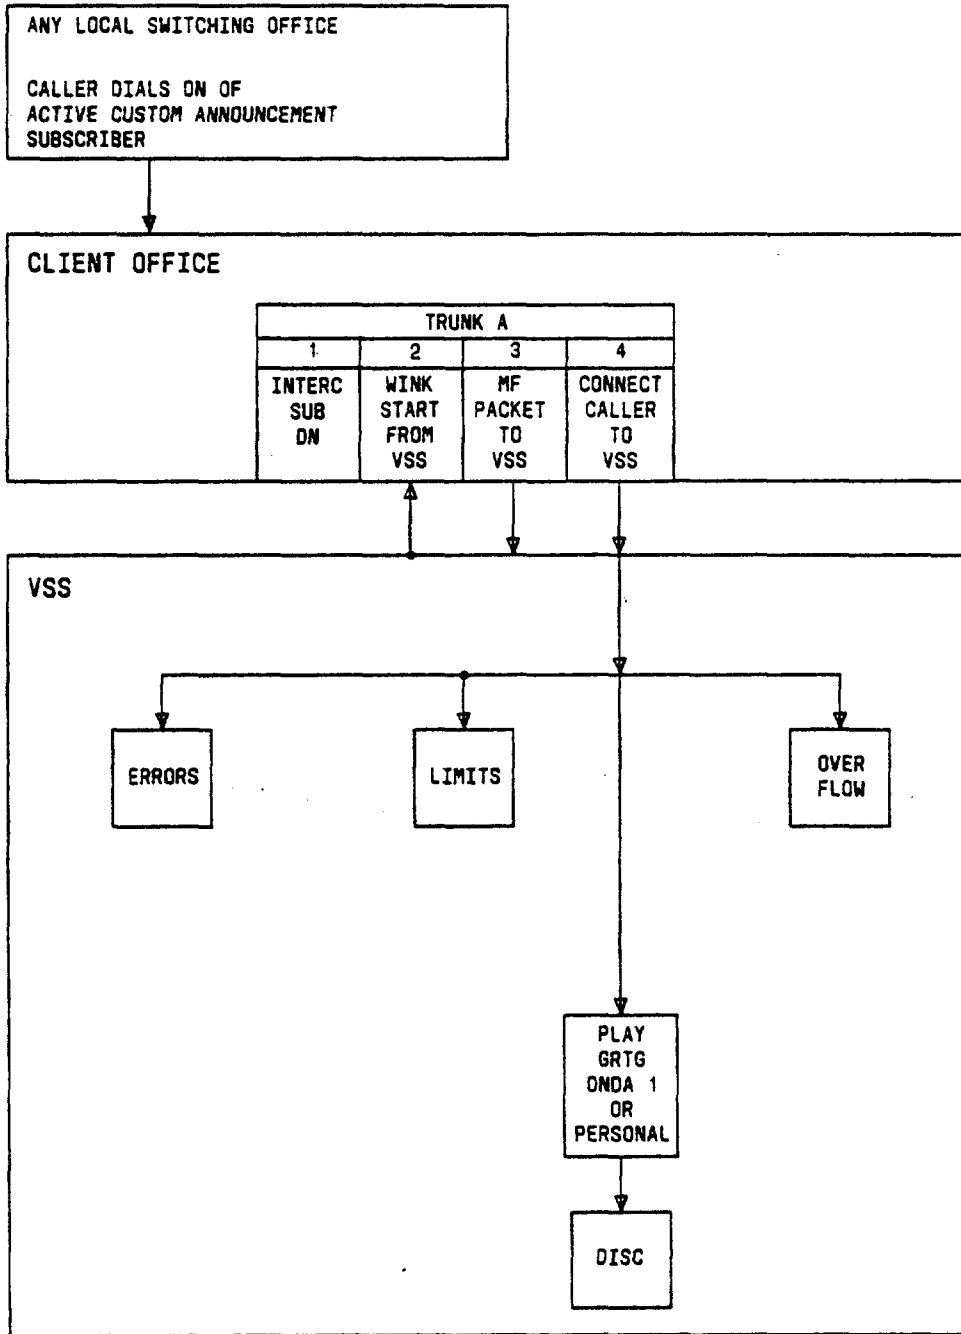 ANY LOCAL SWITCHING OFFICE
CALLER DIALS DN OF
ACTIVE CUSTOM ANNOUNCEMENT
SUBSCRIBER
CLIENT OFFICE
TRUNK A
1
2
3
4
INTERC
SUB
DN
WINK
START
FROM
VSS
MF
PACKET
TO
VSS
CONNECT
CALLER
TO
VSS
VSS
ERRORS
LIMITS
OVER
FLOW
PLAY
GRTG
DNDA 1
OR
PERSONAL
DISC